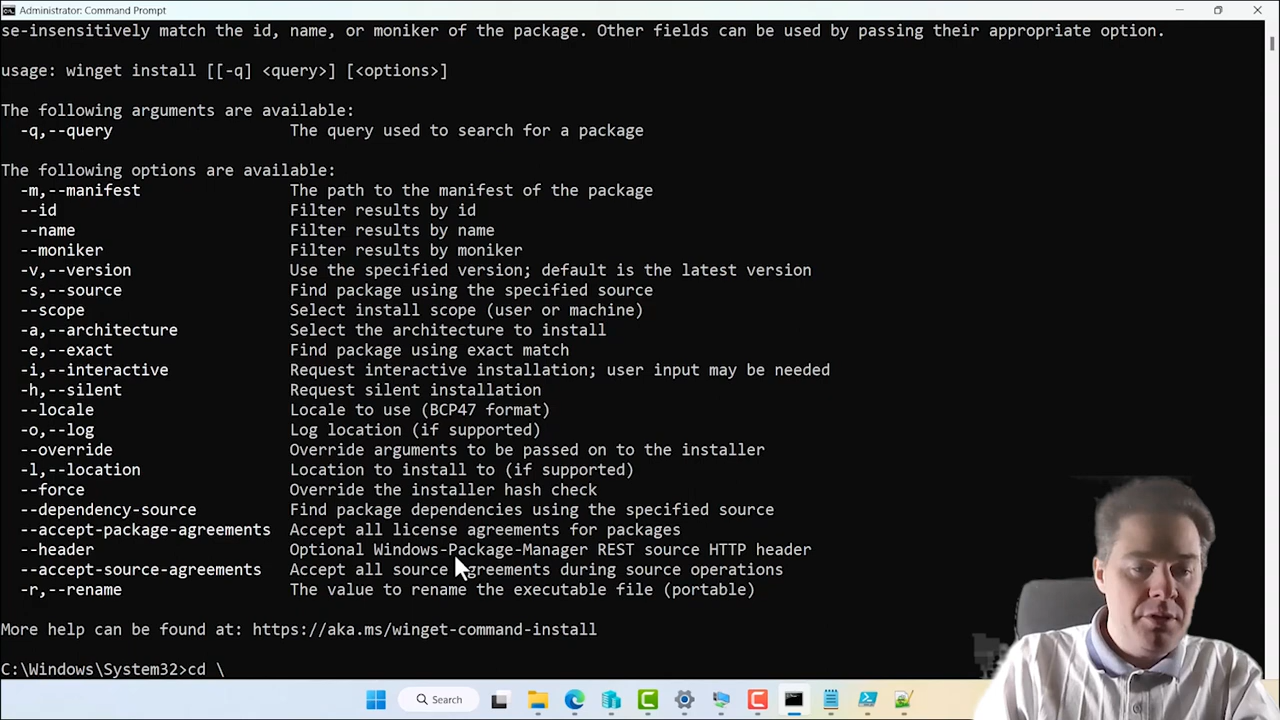 Administrator: Command Prompt
se-insensitively match the id, name, or moniker of the package. Other fields can be used by passing their appropriate option.
usage: winget install [[-q] <query>] [<options>]
The following arguments are available:
-q,--query The query used to search for a package
The following options are available:
-m,--manifest The path to the manifest of the package
--id Filter results by id
--name Filter results by name
--moniker Filter results by moniker
-v,--version Use the specified version; default is the latest version
-s,--source Find package using the specified source
--scope Select install scope (user or machine)
-a,--architecture Select the architecture to install
-e,--exact Find package using exact match
-i,--interactive Request interactive installation; user input may be needed
-h,--silent Request silent installation
--locale Locale to use (BCP47 format)
-o,--log Log location (if supported)
--override Override arguments to be passed on to the installer
-l,--location Location to install to (if supported)
--force Override the installer hash check
--dependency-source Find package dependencies using the specified source
--accept-package-agreements Accept all license agreements for packages
--header Optional Windows-Package-Manager REST source HTTP header
--accept-source-agreements Accept all source agreements during source operations
-r,--rename The value to rename the executable file (portable)
More help can be found at: https://aka.ms/winget-command-install
C:\Windows\System32>cd \
Search